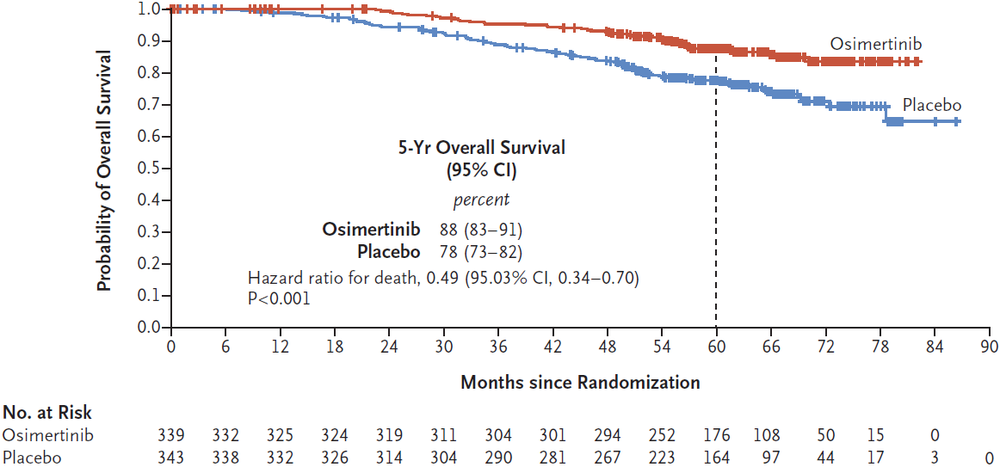 1.0
0.9
0.8
0.7
0.6
0.5
0.4
0.3
0.2
0.1
0.0
Probability of Overall Survival
Osimertinib
Placebo
5-Yr Overall Survival
(95% CI)
percent
Osimertinib 88 (83–91)
Placebo 78 (73–82)
Hazard ratio for death, 0.49 (95.03% CI, 0.34–0.70)
P<0.001
0 6 12 18 24 30 36 42 48 54 60 66 72 78 84 90
Months since Randomization
No. at Risk
Osimertinib 339 332 325 324 319 311 304 301 294 252 176 108 50 15 0
Placebo 343 338 332 326 314 304 290 281 267 223 164 97 44 17 3 0